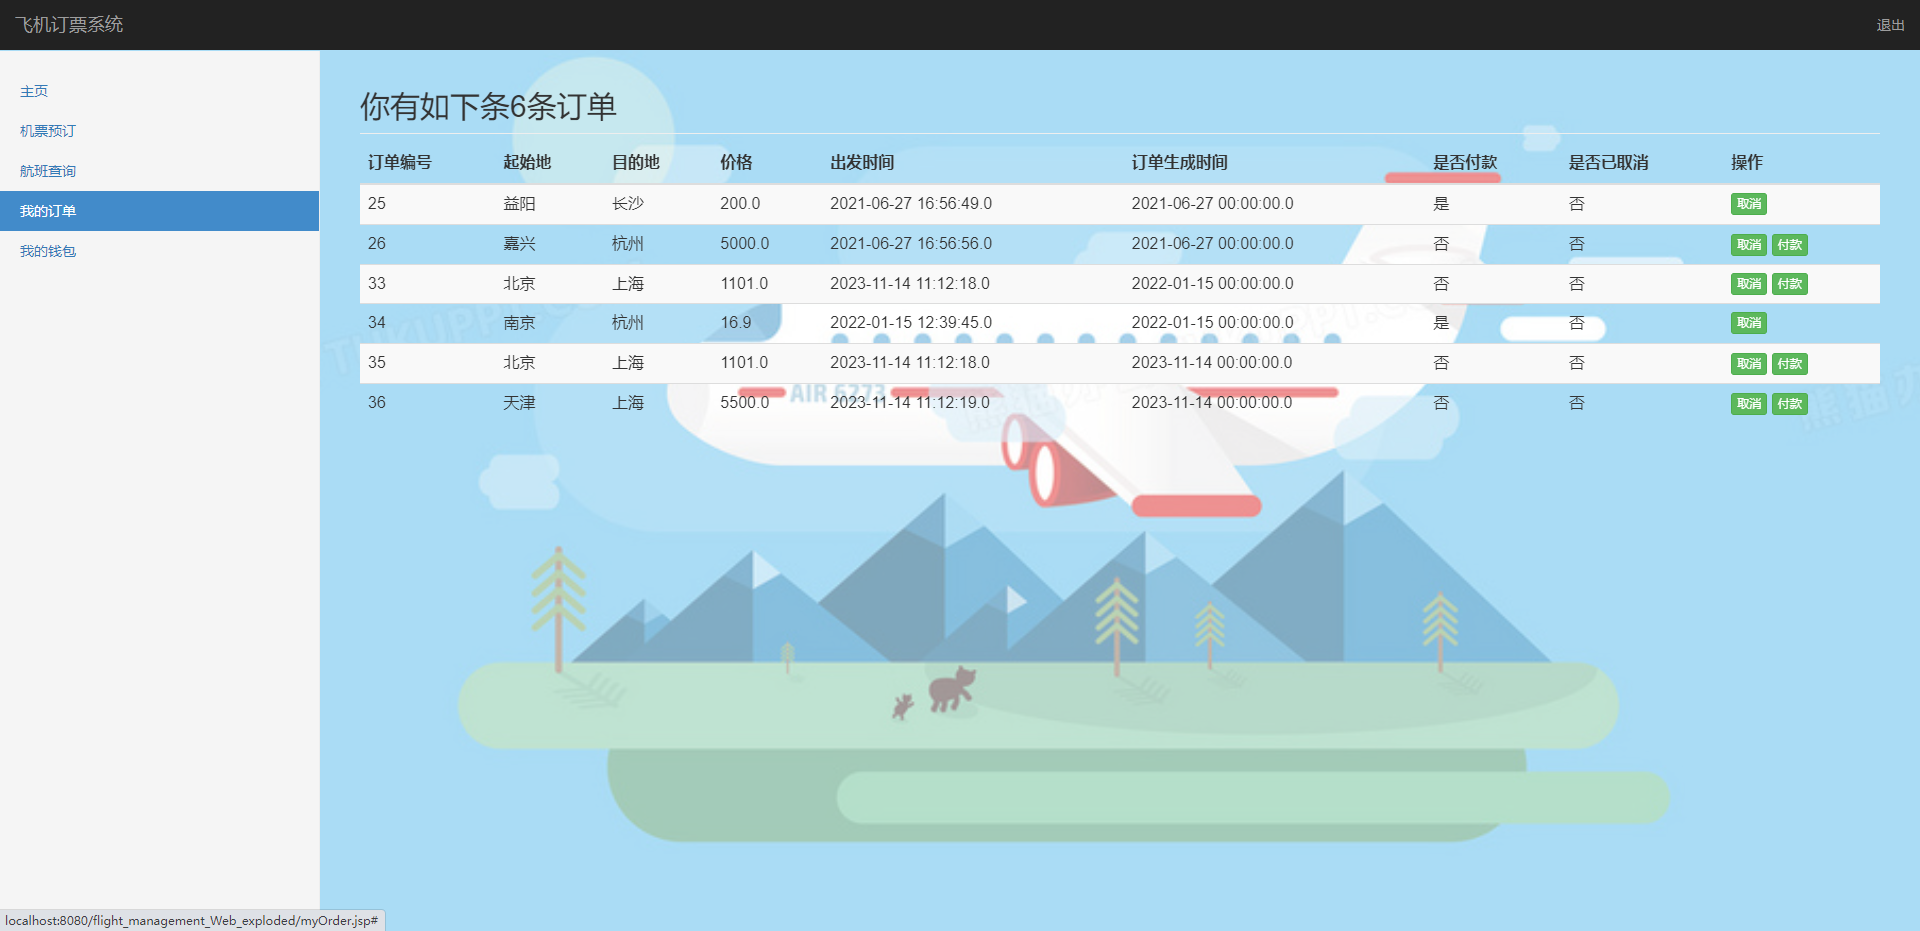 飞机订票系统 退出
主页
机票预订
航班查询
我的订单
我的钱包
你有如下条6条订单
订单编号 起始地 目的地 价格 出发时间 订单生成时间 是否付款 是否已取消 操作
25 益阳 长沙 200.0 2021-06-27 16:56:49.0 2021-06-27 00:00:00.0 是 否 取消
26 嘉兴 杭州 5000.0 2021-06-27 16:56:56.0 2021-06-27 00:00:00.0 否 否 取消 付款
33 北京 上海 1101.0 2023-11-14 11:12:18.0 2022-01-15 00:00:00.0 否 否 取消 付款
34 南京 杭州 16.9 2022-01-15 12:39:45.0 2022-01-15 00:00:00.0 是 否 取消
35 北京 上海 1101.0 2023-11-14 11:12:18.0 2023-11-14 00:00:00.0 否 否 取消 付款
AIR 6273
36 天津 上海 5500.0 2023-11-14 11:12:19.0 2023-11-14 00:00:00.0 否 否 取消 付款
localhost:8080/flight_management_Web_exploded/myOrder.jsp#